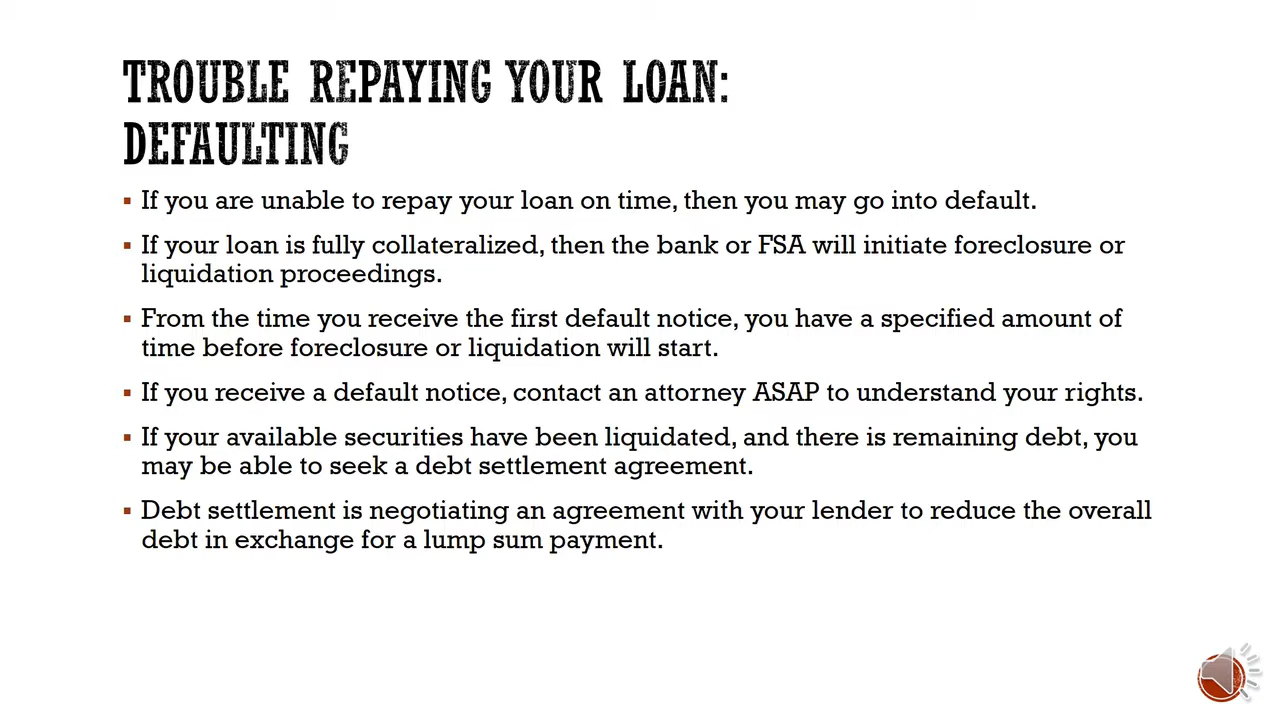 TROUBLE REPAYING YOUR LOAN:
DEFAULTING
▪ If you are unable to repay your loan on time, then you may go into default.
▪ If your loan is fully collateralized, then the bank or FSA will initiate foreclosure or
liquidation proceedings.
▪ From the time you receive the first default notice, you have a specified amount of
time before foreclosure or liquidation will start.
▪ If you receive a default notice, contact an attorney ASAP to understand your rights.
▪ If your available securities have been liquidated, and there is remaining debt, you
may be able to seek a debt settlement agreement.
▪ Debt settlement is negotiating an agreement with your lender to reduce the overall
debt in exchange for a lump sum payment.